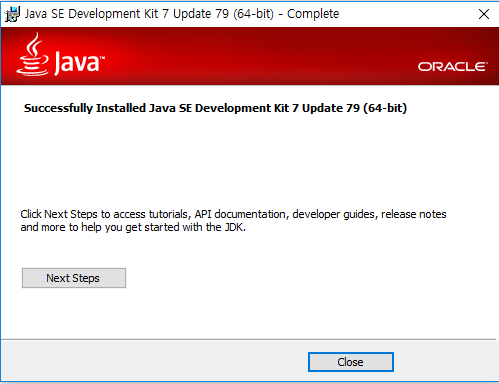 Java SE Development Kit 7 Update 79 (64-bit) - Complete
Java™
ORACLE
Successfully Installed Java SE Development Kit 7 Update 79 (64-bit)
Click Next Steps to access tutorials, API documentation, developer guides, release notes
and more to help you get started with the JDK.
Next Steps
Close